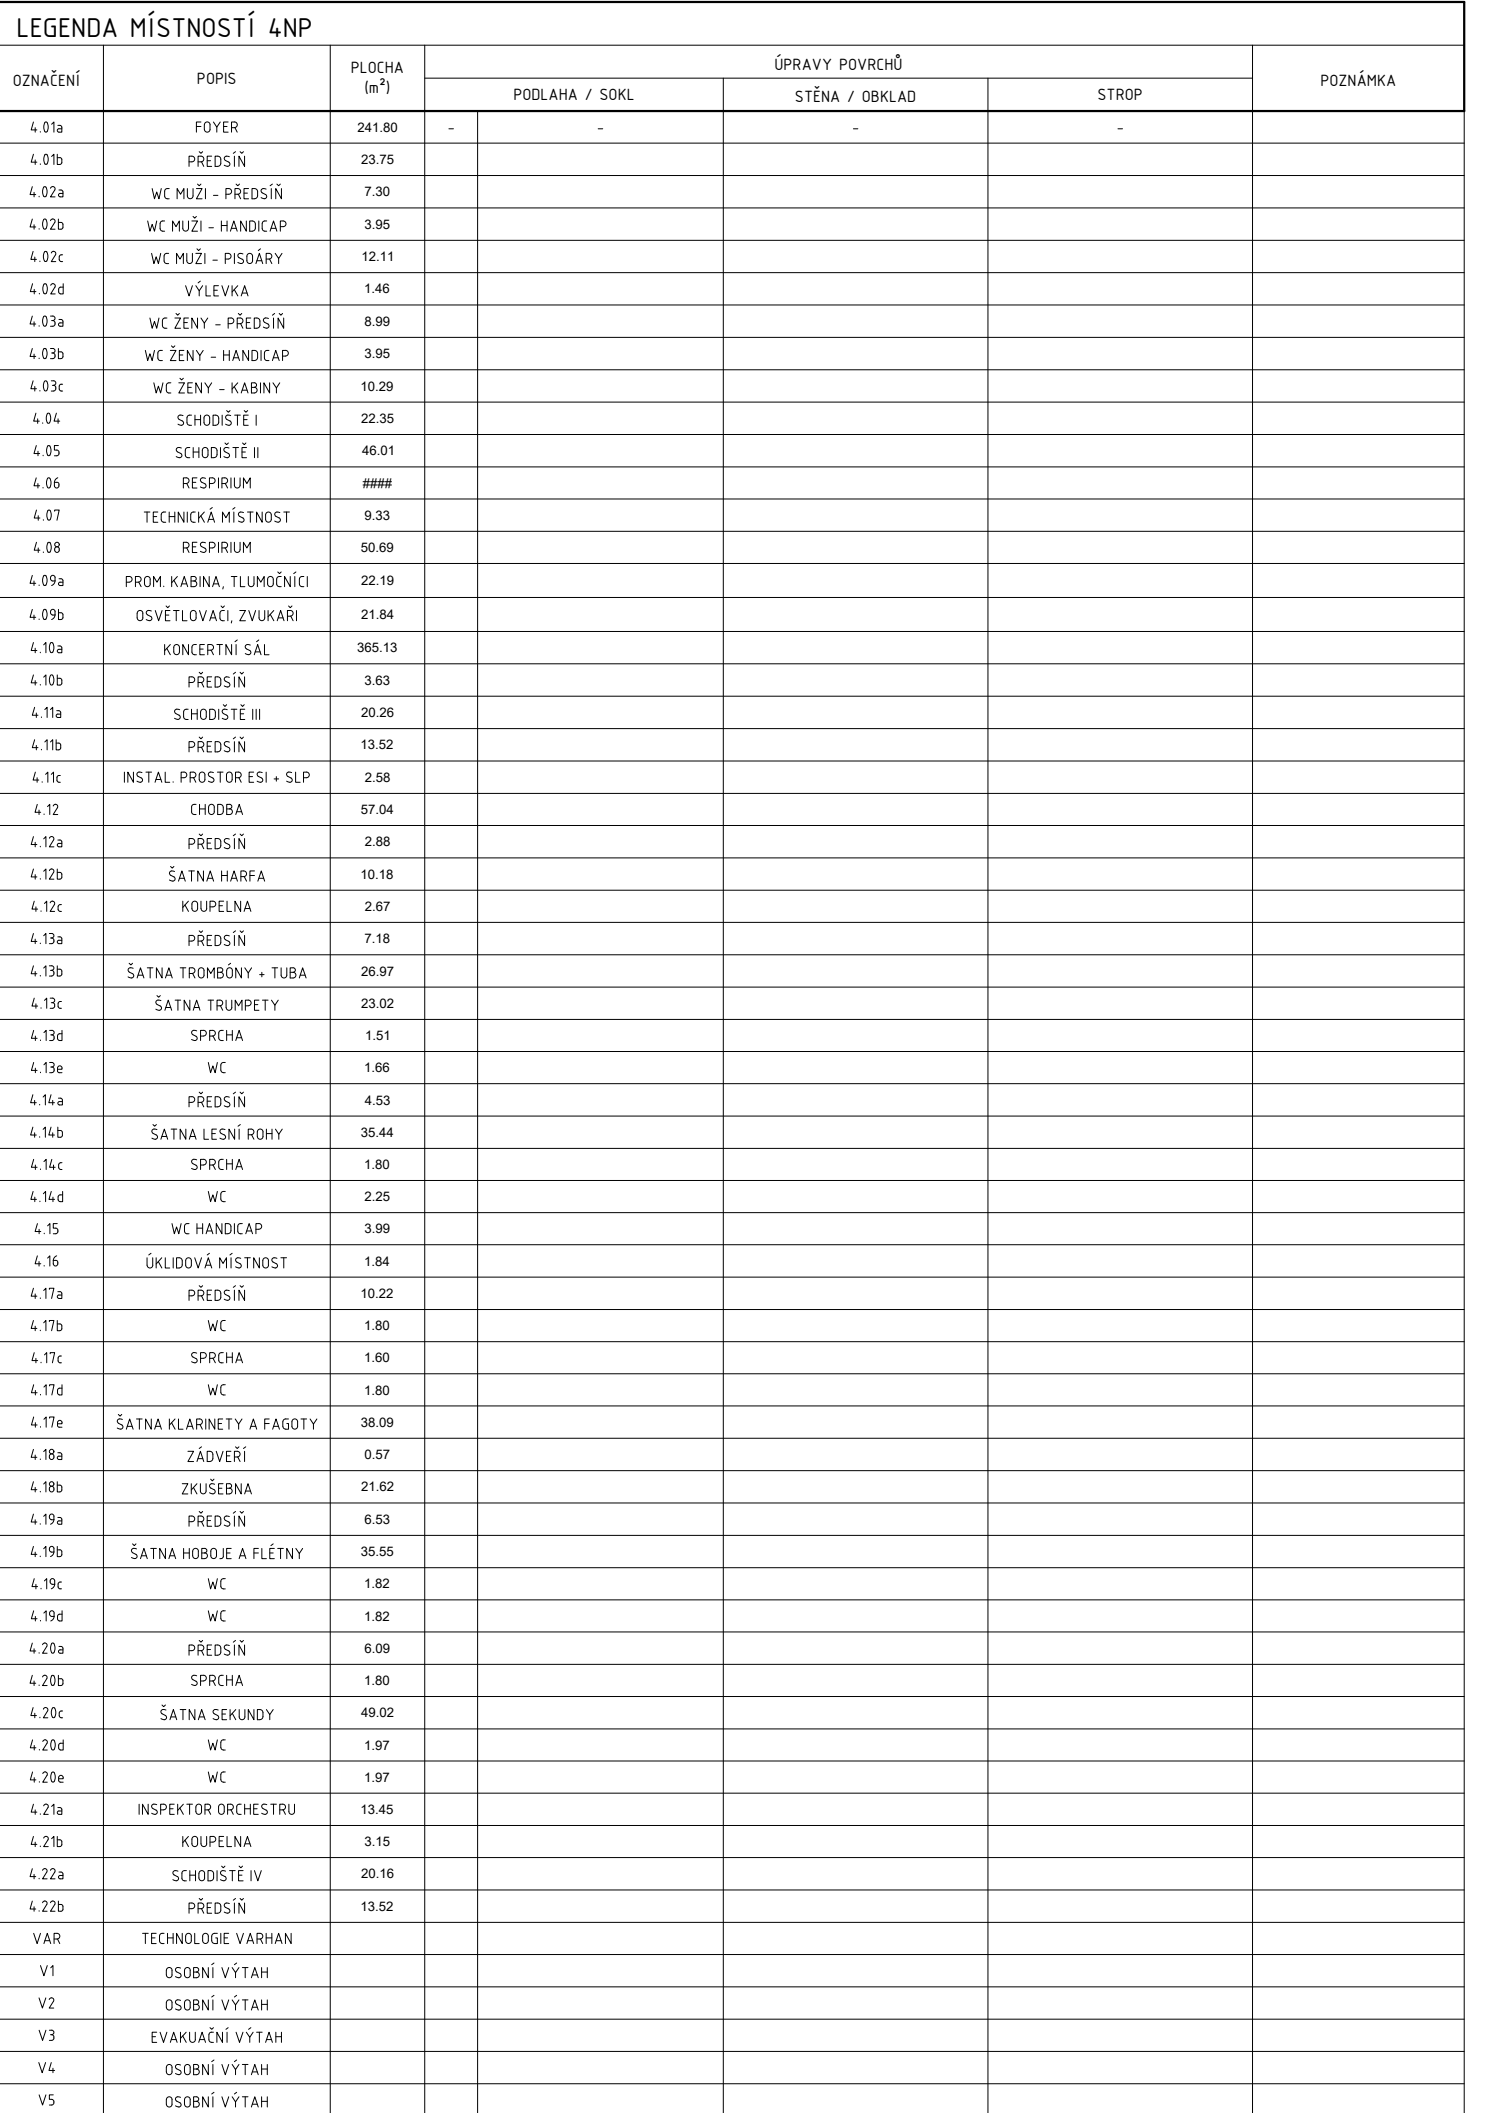 LEGENDA MÍSTNOSTÍ 4NP
OZNAČENÍ POPIS PLOCHA (m²) ÚPRAVY POVRCHŮ POZNÁMKA
PODLAHA / SOKL STĚNA / OBKLAD STROP
4.01a FOYER 241.80 - - - -
4.01b PŘEDSÍŇ 23.75
4.02a WC MUŽI - PŘEDSÍŇ 7.30
4.02b WC MUŽI - HANDICAP 3.95
4.02c WC MUŽI - PISOÁRY 12.11
4.02d VÝLEVKA 1.46
4.03a WC ŽENY - PŘEDSÍŇ 8.99
4.03b WC ŽENY - HANDICAP 3.95
4.03c WC ŽENY - KABINY 10.29
4.04 SCHODIŠTĚ I 22.35
4.05 SCHODIŠTĚ II 46.01
4.06 RESPIRIUM ####
4.07 TECHNICKÁ MÍSTNOST 9.33
4.08 RESPIRIUM 50.69
4.09a PROM. KABINA, TLUMOČNÍCI 22.19
4.09b OSVĚTLOVAČI, ZVUKAŘI 21.84
4.10a KONCERTNÍ SÁL 365.13
4.10b PŘEDSÍŇ 3.63
4.11a SCHODIŠTĚ III 20.26
4.11b PŘEDSÍŇ 13.52
4.11c INSTAL. PROSTOR ESI + SLP 2.58
4.12 CHODBA 57.04
4.12a PŘEDSÍŇ 2.88
4.12b ŠATNA HARFA 10.18
4.12c KOUPELNA 2.67
4.13a PŘEDSÍŇ 7.18
4.13b ŠATNA TROMBÓNY + TUBA 26.97
4.13c ŠATNA TRUMPETY 23.02
4.13d SPRCHA 1.51
4.13e WC 1.66
4.14a PŘEDSÍŇ 4.53
4.14b ŠATNA LESNÍ ROHY 35.44
4.14c SPRCHA 1.80
4.14d WC 2.25
4.15 WC HANDICAP 3.99
4.16 ÚKLIDOVÁ MÍSTNOST 1.84
4.17a PŘEDSÍŇ 10.22
4.17b WC 1.80
4.17c SPRCHA 1.60
4.17d WC 1.80
4.17e ŠATNA KLARINETY A FAGOTY 38.09
4.18a ZÁDVEŘÍ 0.57
4.18b ZKUŠEBNA 21.62
4.19a PŘEDSÍŇ 6.53
4.19b ŠATNA HOBOJE A FLÉTNY 35.55
4.19c WC 1.82
4.19d WC 1.82
4.20a PŘEDSÍŇ 6.09
4.20b SPRCHA 1.80
4.20c ŠATNA SEKUNDY 49.02
4.20d WC 1.97
4.20e WC 1.97
4.21a INSPEKTOR ORCHESTRU 13.45
4.21b KOUPELNA 3.15
4.22a SCHODIŠTĚ IV 20.16
4.22b PŘEDSÍŇ 13.52
VAR TECHNOLOGIE VARHAN
V1 OSOBNÍ VÝTAH
V2 OSOBNÍ VÝTAH
V3 EVAKUAČNÍ VÝTAH
V4 OSOBNÍ VÝTAH
V5 OSOBNÍ VÝTAH